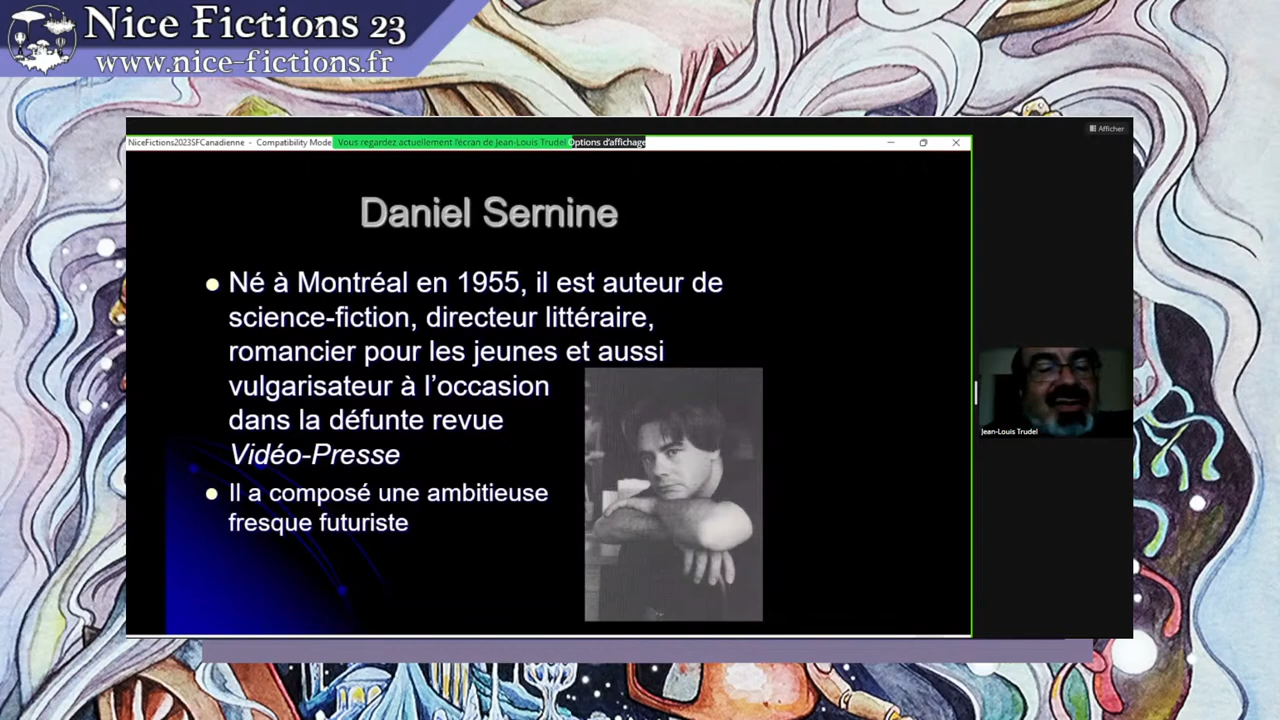 Nice Fictions 23
www.nice-fictions.fr
Afficher
NiceFictions2023SFCanadienne - Compatibility Mode
Vous regardez actuellement l'écran de Jean-Louis Trudel
Options d'affichage
Daniel Sernine
Né à Montréal en 1955, il est auteur de
science-fiction, directeur littéraire,
romancier pour les jeunes et aussi
vulgarisateur à l’occasion
dans la défunte revue
Vidéo-Presse
Il a composé une ambitieuse
fresque futuriste
Jean-Louis Trudel